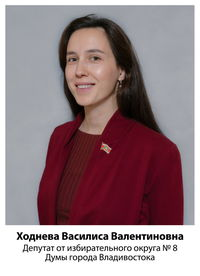 Ходнева Василиса Валентиновна
Депутат от избирательного округа № 8
Думы города Владивостока